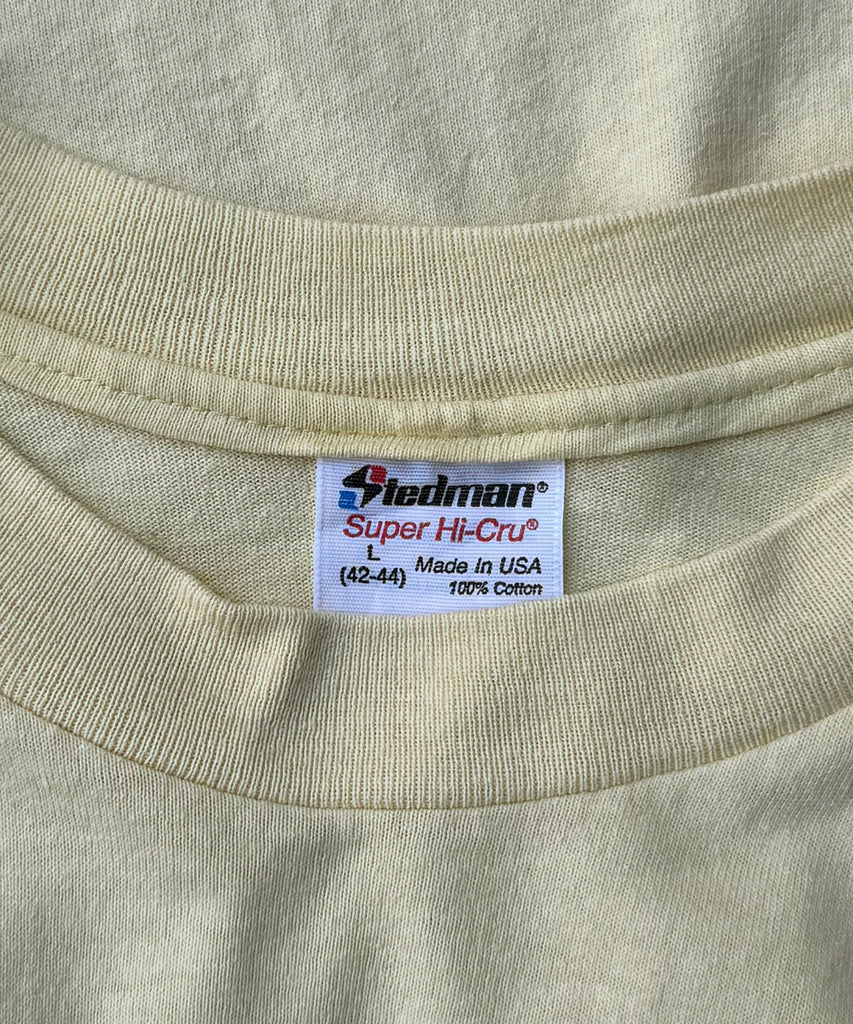 Stedman®
Super Hi-Cru®
L
(42-44) Made In USA
100% Cotton